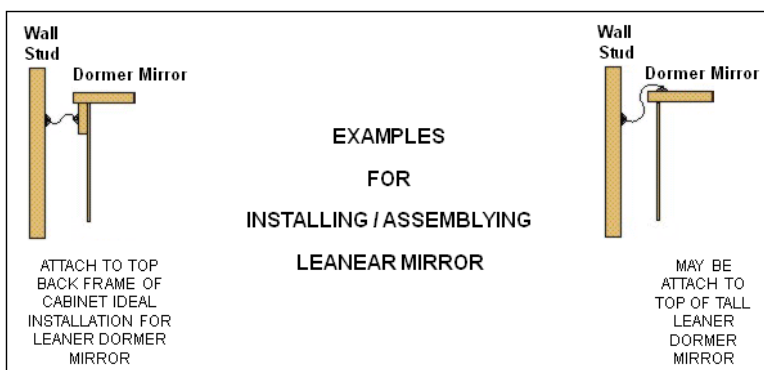 Wall
Stud
Dormer Mirror
ATTACH TO TOP
BACK FRAME OF
CABINET IDEAL
INSTALLATION FOR
LEANER DORMER
MIRROR
EXAMPLES
FOR
INSTALLING / ASSEMBLYING
LEANEAR MIRROR
Wall
Stud
Dormer Mirror
MAY BE
ATTACH TO
TOP OF TALL
LEANER
DORMER
MIRROR